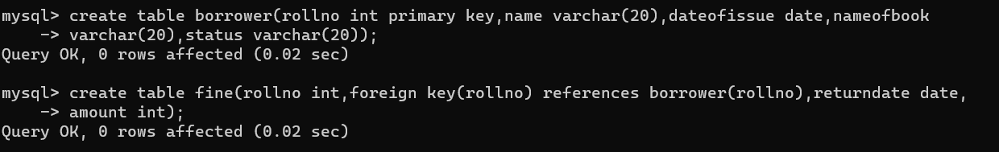 mysql> create table borrower(rollno int primary key,name varchar(20),dateofissue date,nameofbook
    -> varchar(20),status varchar(20));
Query OK, 0 rows affected (0.02 sec)
mysql> create table fine(rollno int,foreign key(rollno) references borrower(rollno),returndate date,
    -> amount int);
Query OK, 0 rows affected (0.02 sec)